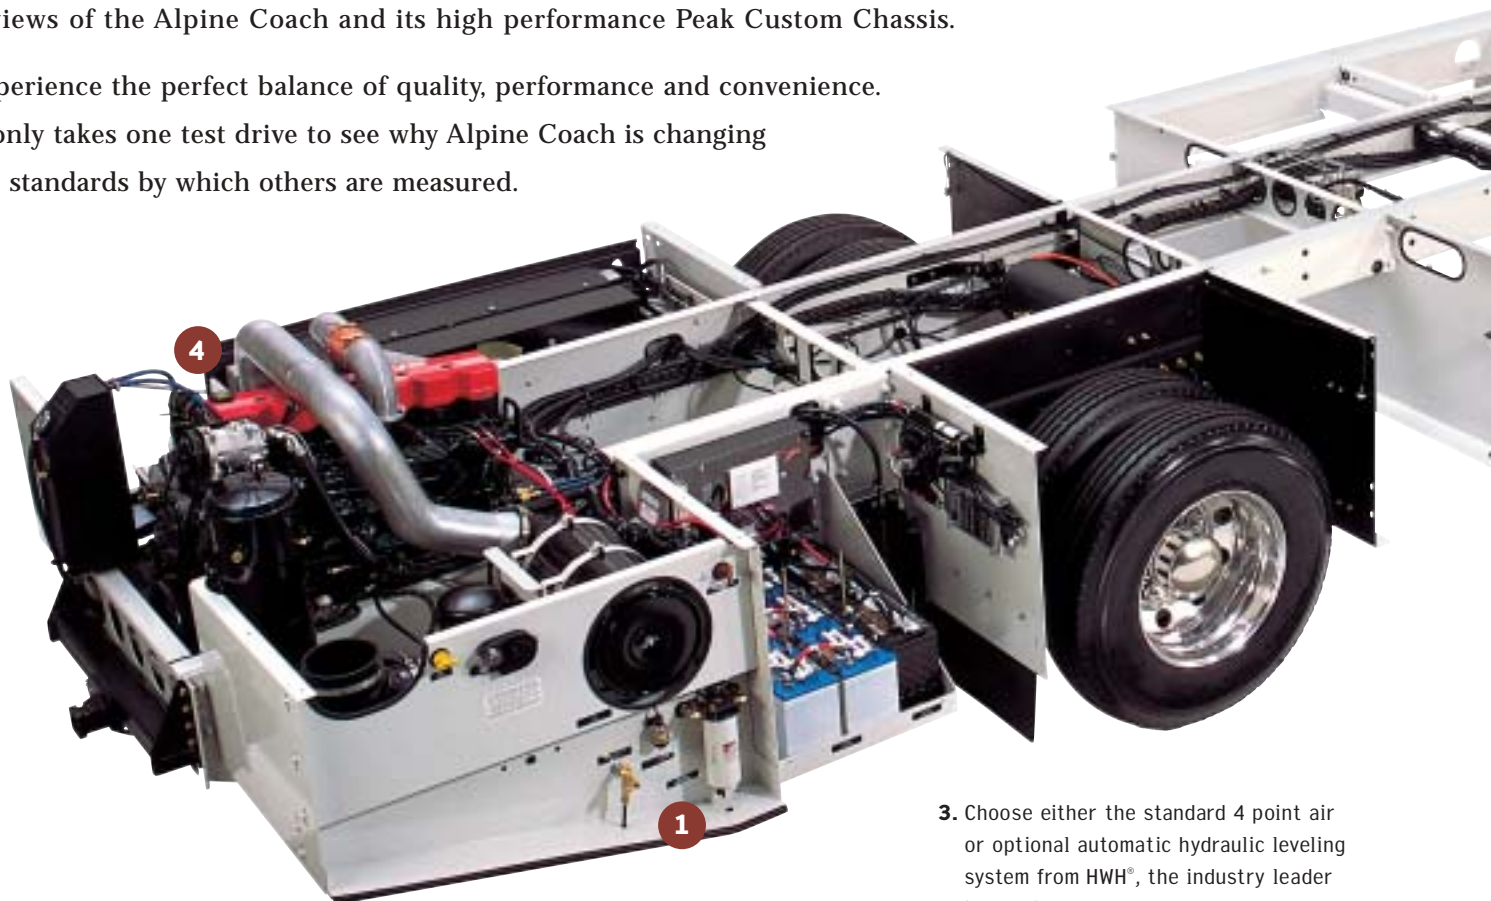 views of the Alpine Coach and its high performance Peak Custom Chassis.
perience the perfect balance of quality, performance and convenience.
only takes one test drive to see why Alpine Coach is changing
standards by which others are measured.
4
1
3. Choose either the standard 4 point air
or optional automatic hydraulic leveling
system from HWH®, the industry leader